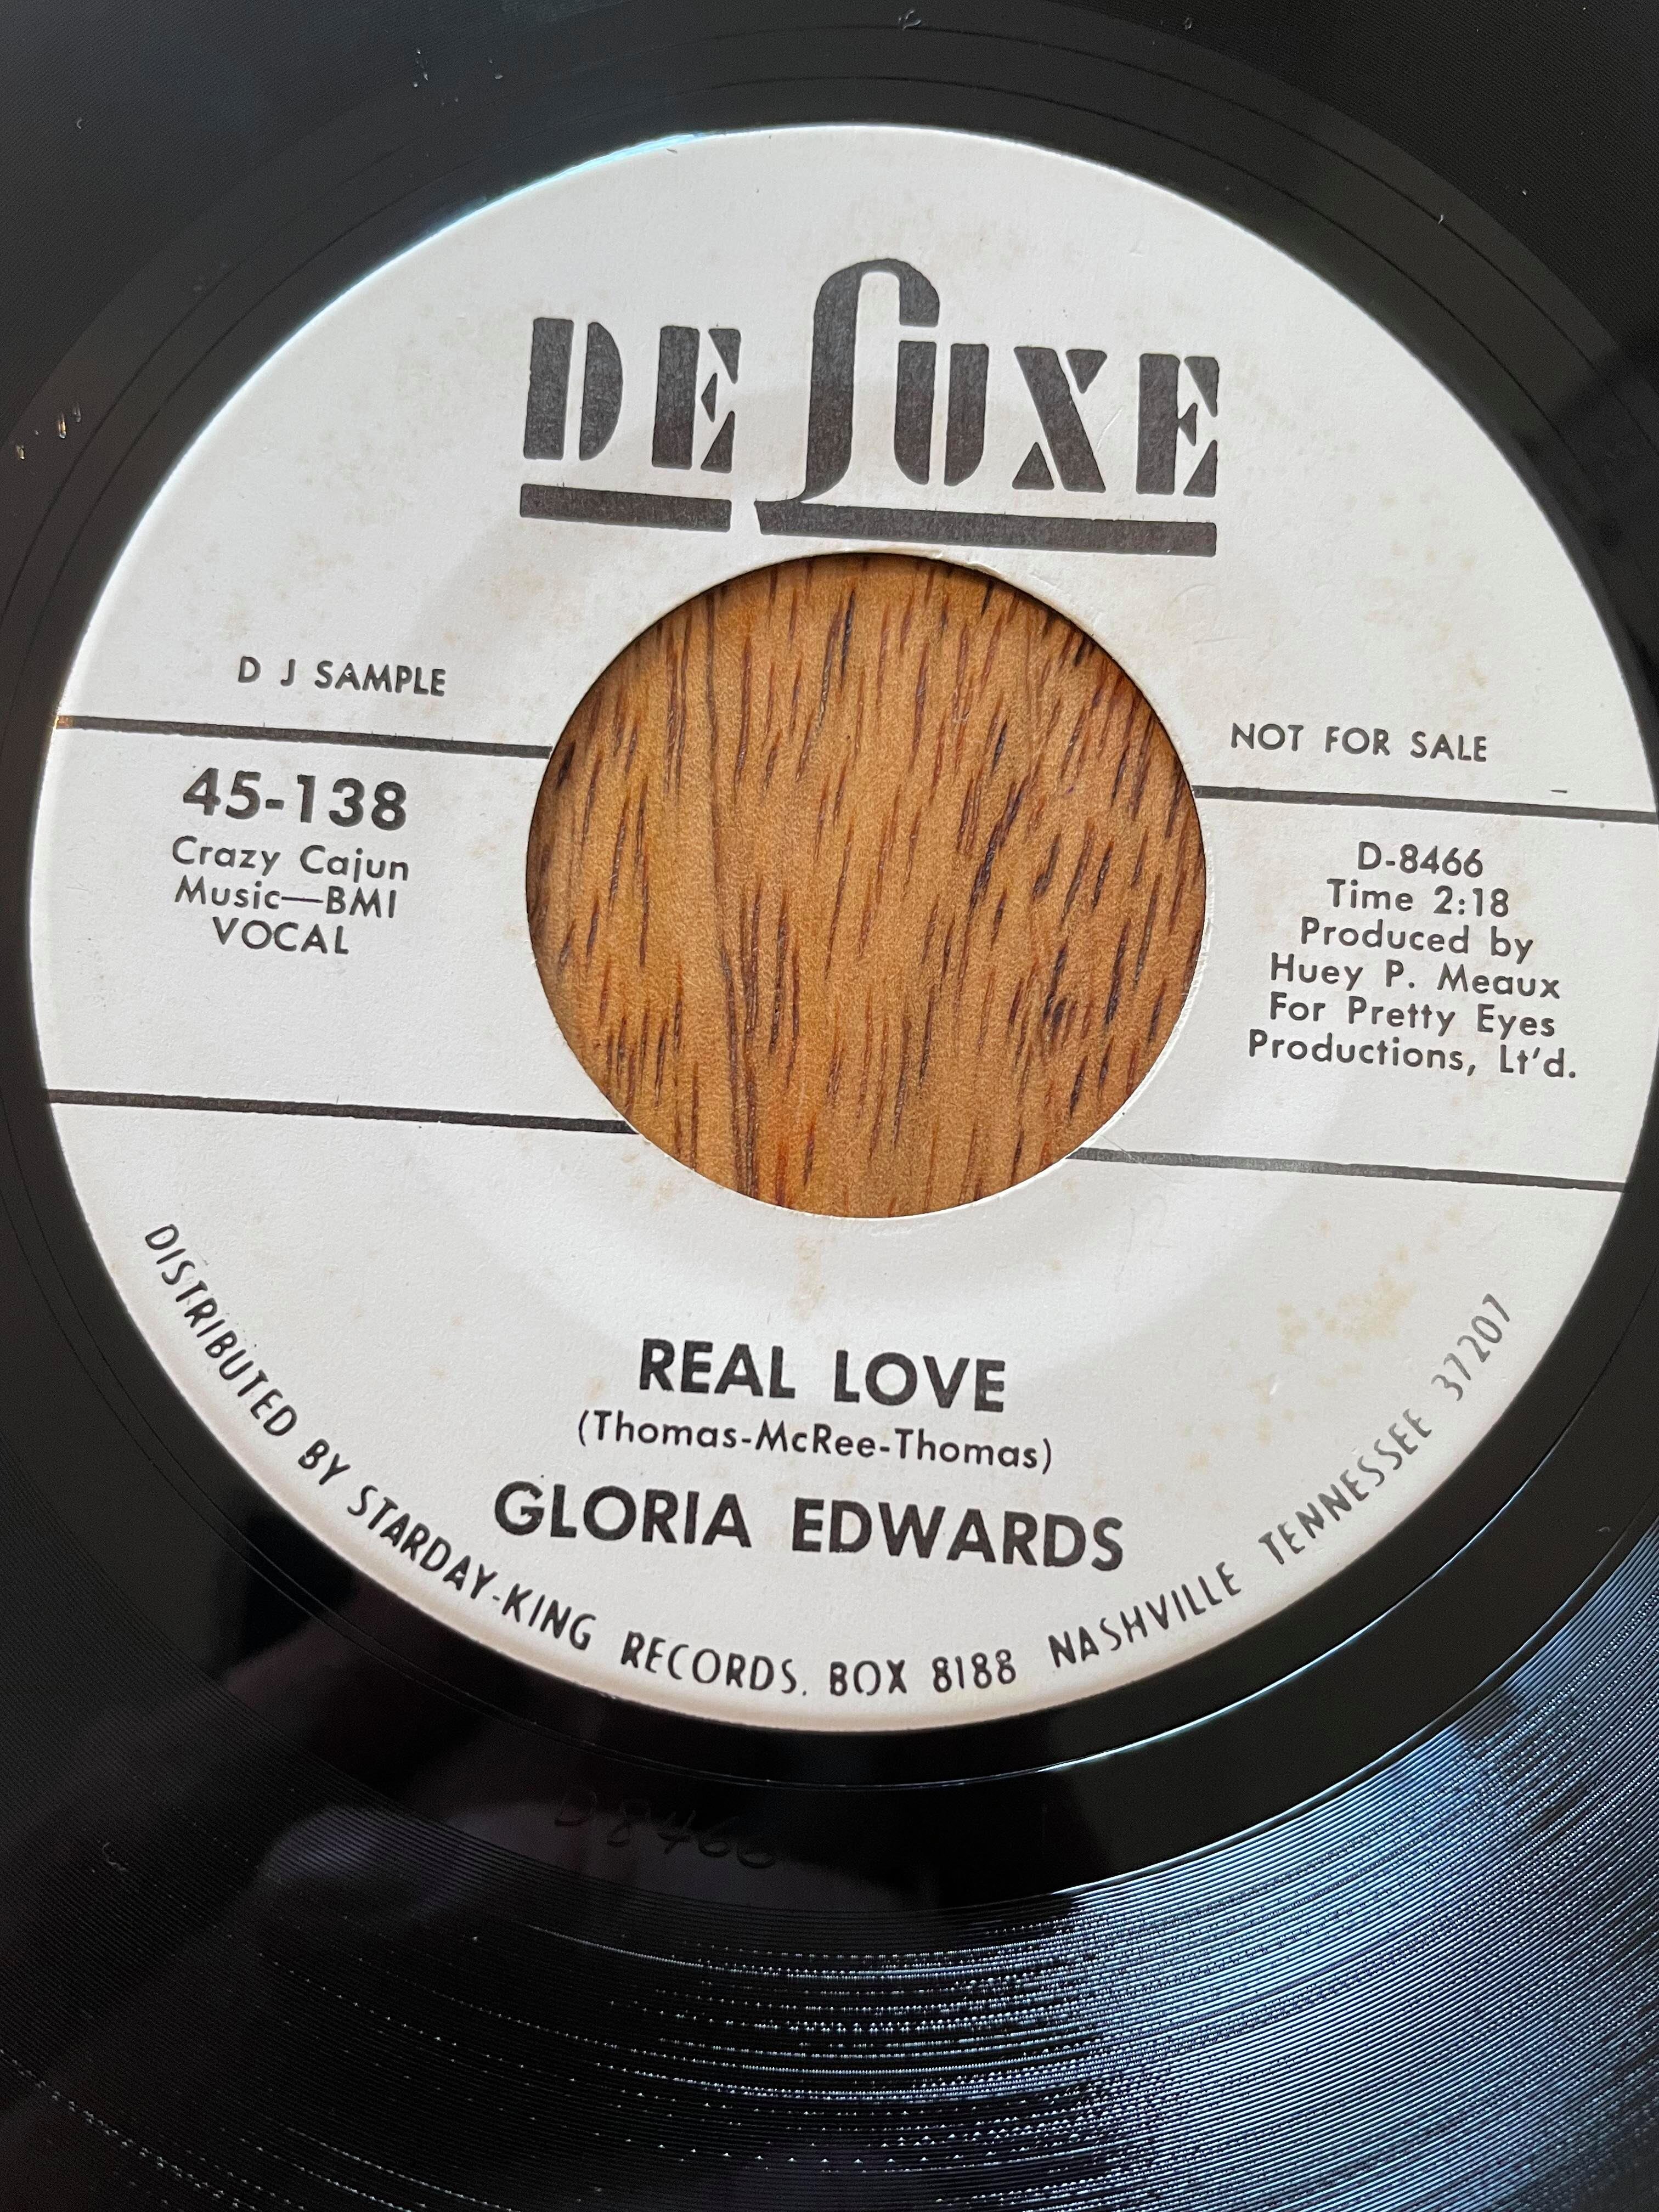 DELUXE
D J SAMPLE
NOT FOR SALE
45-138
Crazy Cajun
Music—BMI
VOCAL
D-8466
Time 2:18
Produced by
Huey P. Meaux
For Pretty Eyes
Productions, Lt'd.
REAL LOVE
(Thomas-McRee-Thomas)
GLORIA EDWARDS
DISTRIBUTED BY STARDAY-KING RECORDS. BOX 8188 NASHVILLE TENNESSEE 37207
D8466